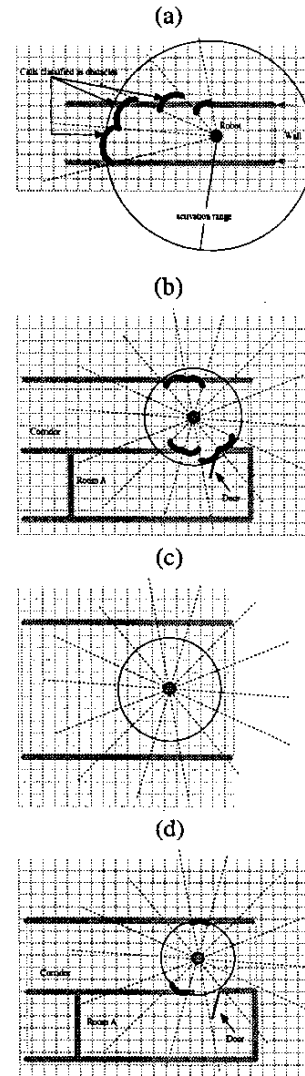 (a)
Cells classified as obstacles
Robot
Wall
activation range
(b)
Corridor
Room A
Door
(c)
(d)
Corridor
Room A
Door